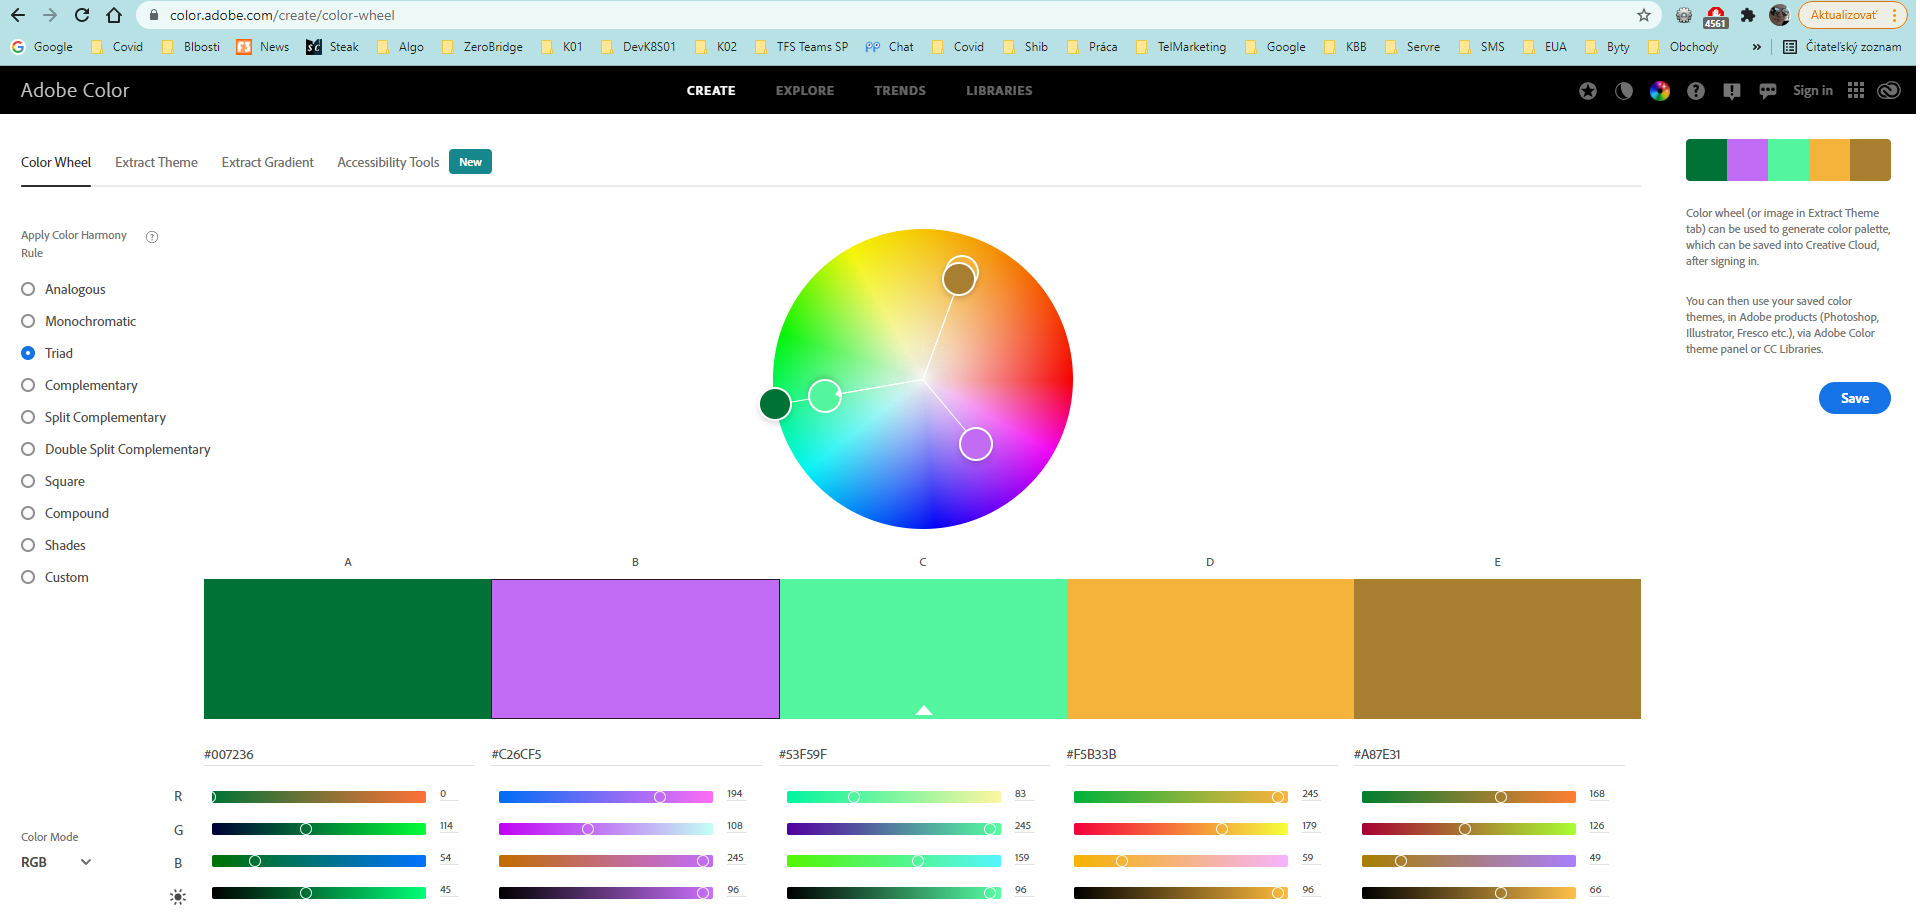 color.adobe.com/create/color-wheel
4561
Aktualizovať
Google Covid Blbosti News Steak Algo ZeroBridge K01 DevK8S01 K02 TFS Teams SP Chat Covid Shib Práca TelMarketing Google KBB Servre SMS EUA Byty Obchody » Čitateľský zoznam
Adobe Color CREATE EXPLORE TRENDS LIBRARIES Sign in
Color Wheel Extract Theme Extract Gradient Accessibility Tools New
Apply Color Harmony
Rule
Analogous
Monochromatic
Triad
Complementary
Split Complementary
Double Split Complementary
Square
Compound
Shades
Custom
Color wheel (or image in Extract Theme
tab) can be used to generate color palette,
which can be saved into Creative Cloud,
after signing in.
You can then use your saved color
themes, in Adobe products (Photoshop,
Illustrator, Fresco etc.), via Adobe Color
theme panel or CC Libraries.
Save
A B C D E
#007236 #C26CF5 #53F59F #F5B33B #A87E31
R 0 194 83 245 168
G 114 108 245 179 126
B 54 245 159 59 49
45 96 96 96 66
Color Mode
RGB